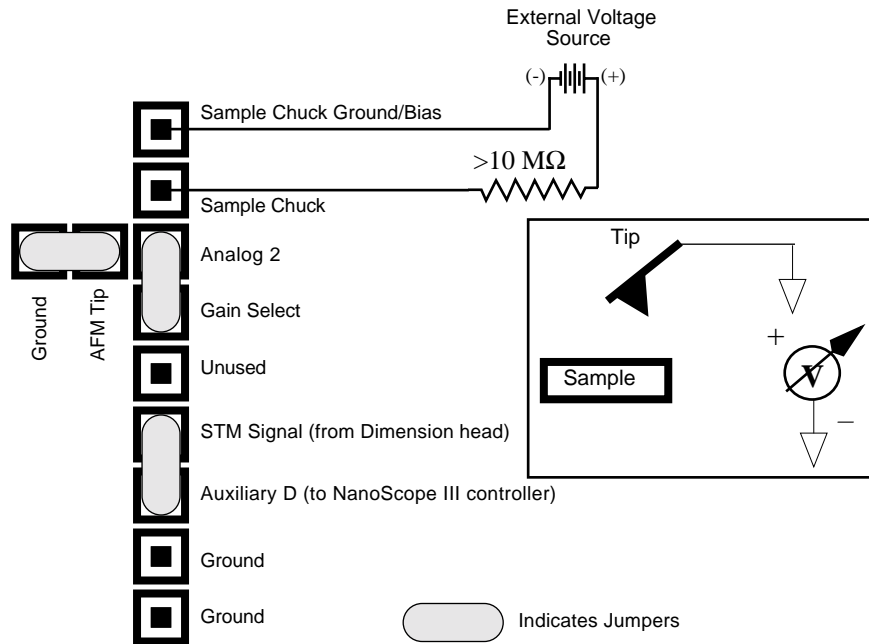 External Voltage
Source
(-)
(+)
Sample Chuck Ground/Bias
>10 MΩ
Sample Chuck
Analog 2
Gain Select
Ground
AFM Tip
Unused
STM Signal (from Dimension head)
Auxiliary D (to NanoScope III controller)
Ground
Ground
Indicates Jumpers
Tip
+
Sample
V
–